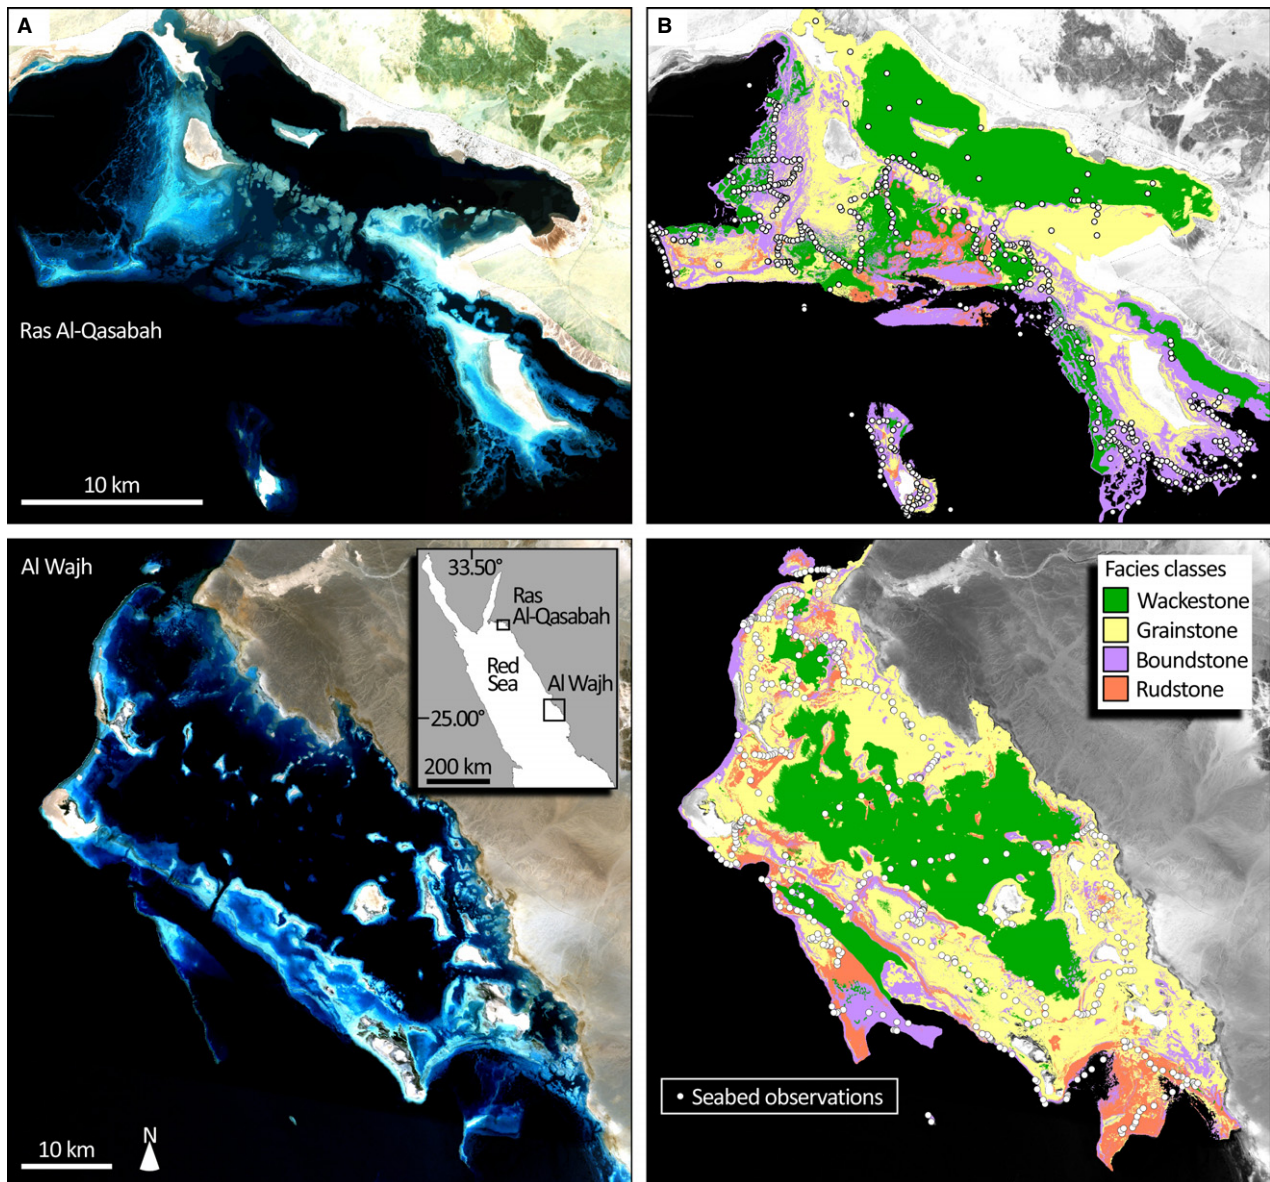 A
Ras Al-Qasabah
10 km
B
Al Wajh
33.50°
Ras
Al-Qasabah
Red
Sea
Al Wajh
25.00°
200 km
N
10 km
Facies classes
Wackestone
Grainstone
Boundstone
Rudstone
Seabed observations